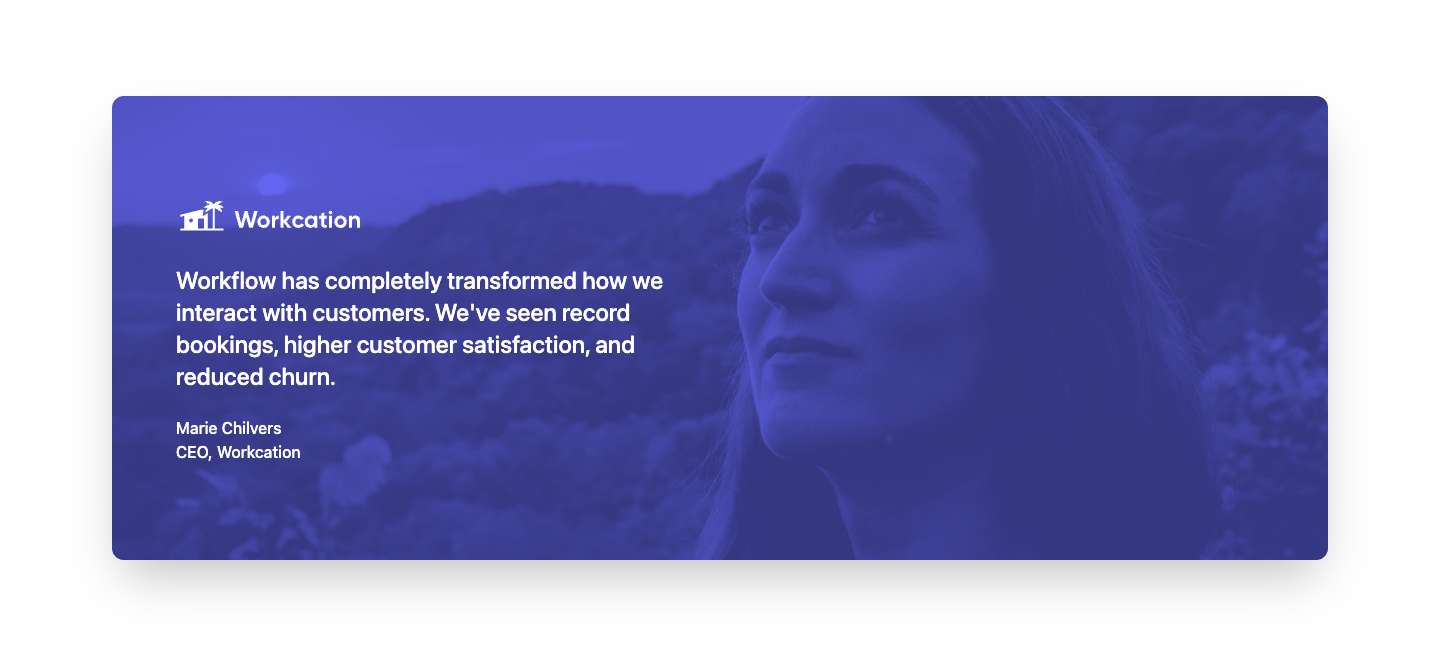 Workcation
Workflow has completely transformed how we
interact with customers. We've seen record
bookings, higher customer satisfaction, and
reduced churn.
Marie Chilvers
CEO, Workcation